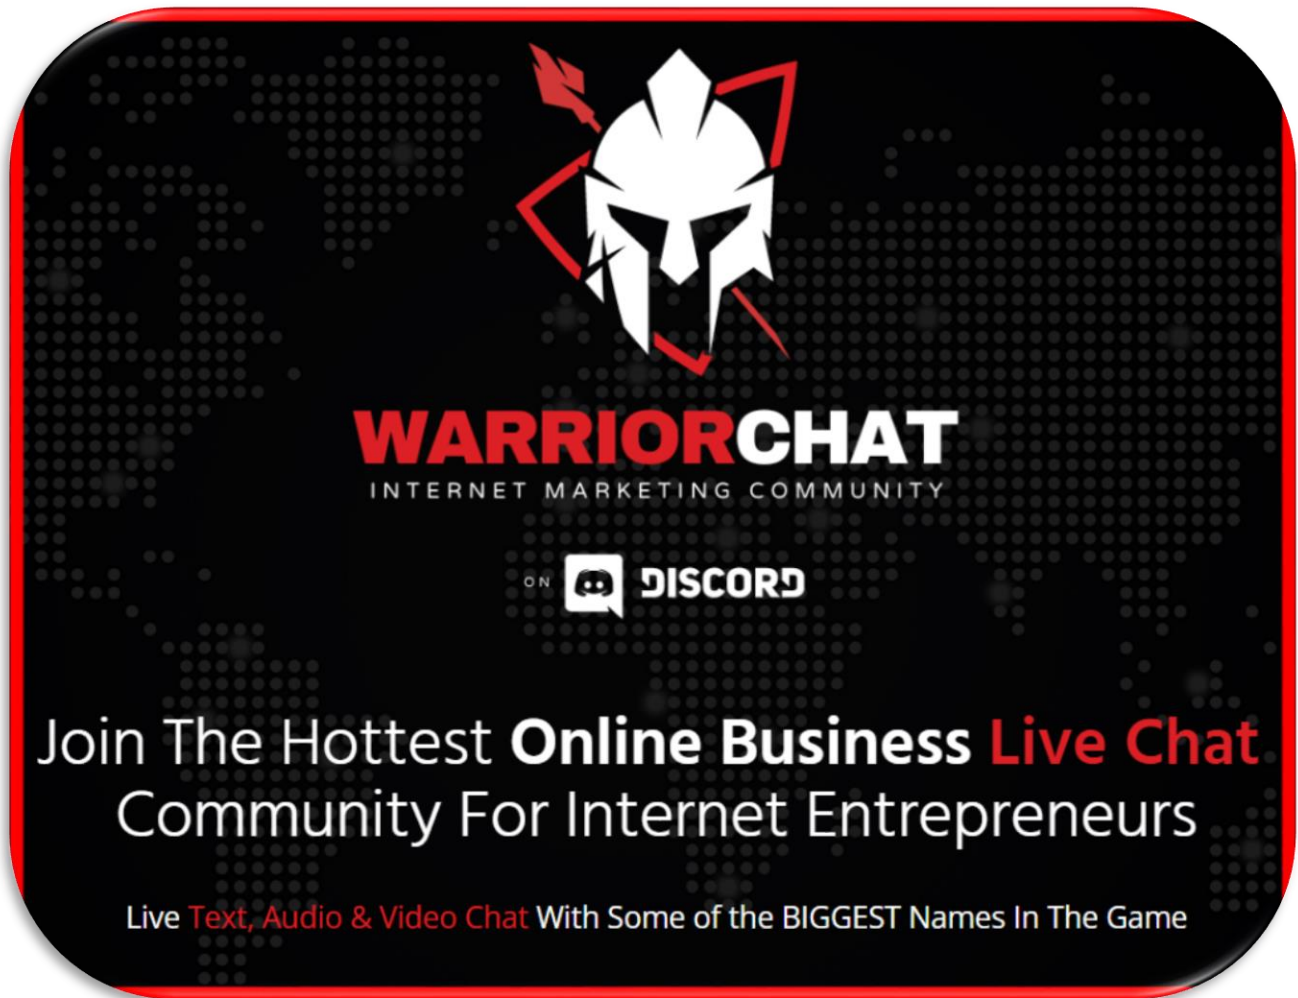 WARRIORCHAT
INTERNET MARKETING COMMUNITY
ON DISCORD
Join The Hottest Online Business Live Chat
Community For Internet Entrepreneurs
Live Text, Audio & Video Chat With Some of the BIGGEST Names In The Game